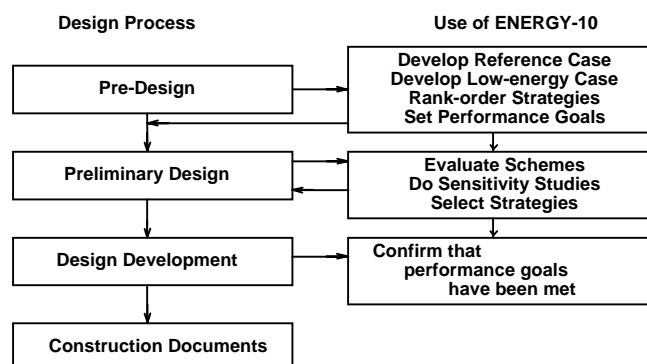 Design Process
Use of ENERGY-10
Pre-Design
Develop Reference Case
Develop Low-energy Case
Rank-order Strategies
Set Performance Goals
Preliminary Design
Evaluate Schemes
Do Sensitivity Studies
Select Strategies
Design Development
Confirm that
performance goals
have been met
Construction Documents